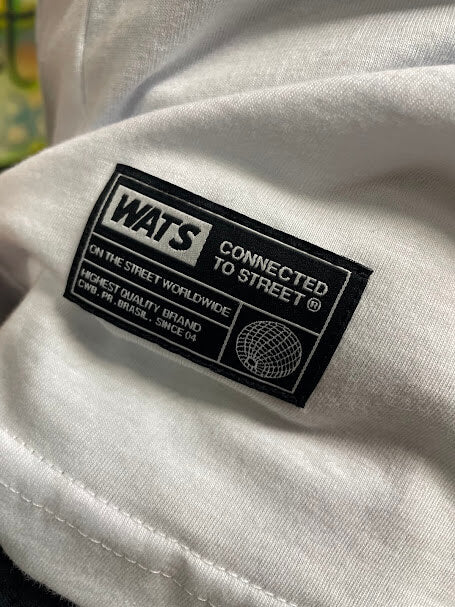 WATS
CONNECTED
TO STREET ®
ON THE STREET WORLDWIDE
HIGHEST QUALITY BRAND
CWB - PR . BRASIL . SINCE 04